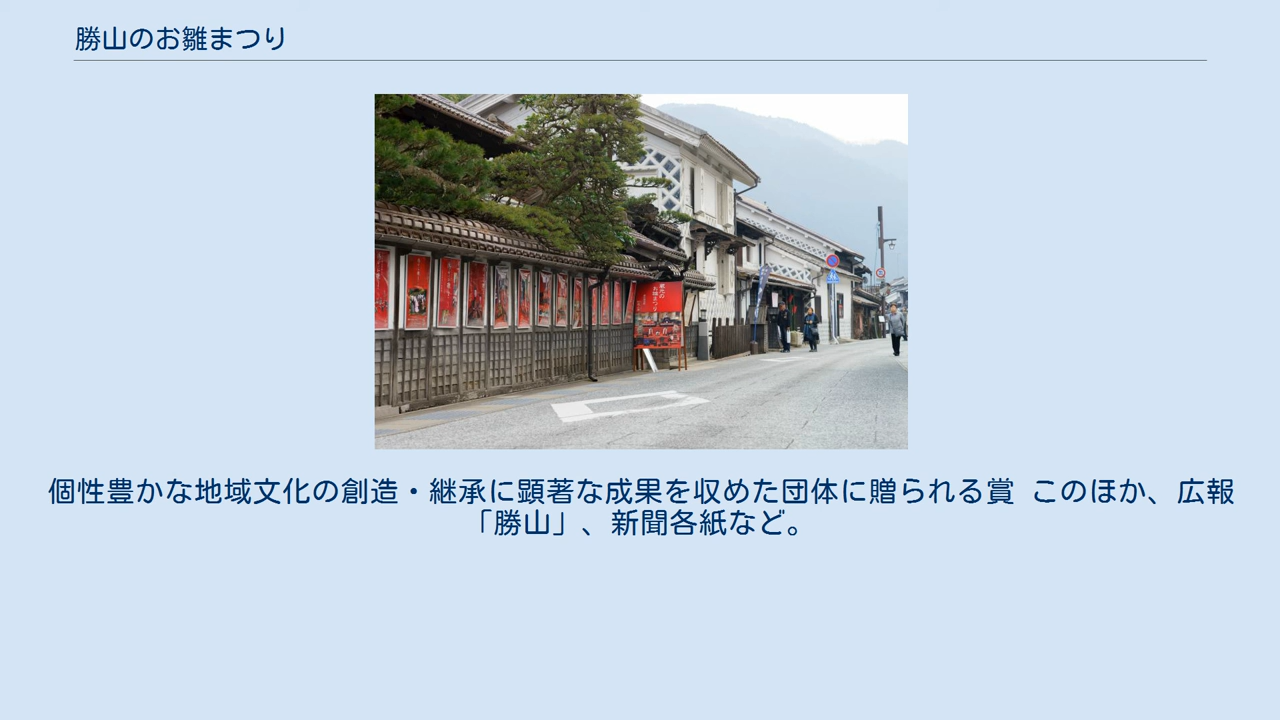 勝山のお雛まつり
個性豊かな地域文化の創造・継承に顕著な成果を収めた団体に贈られる賞 このほか、広報
「勝山」、新聞各紙など。